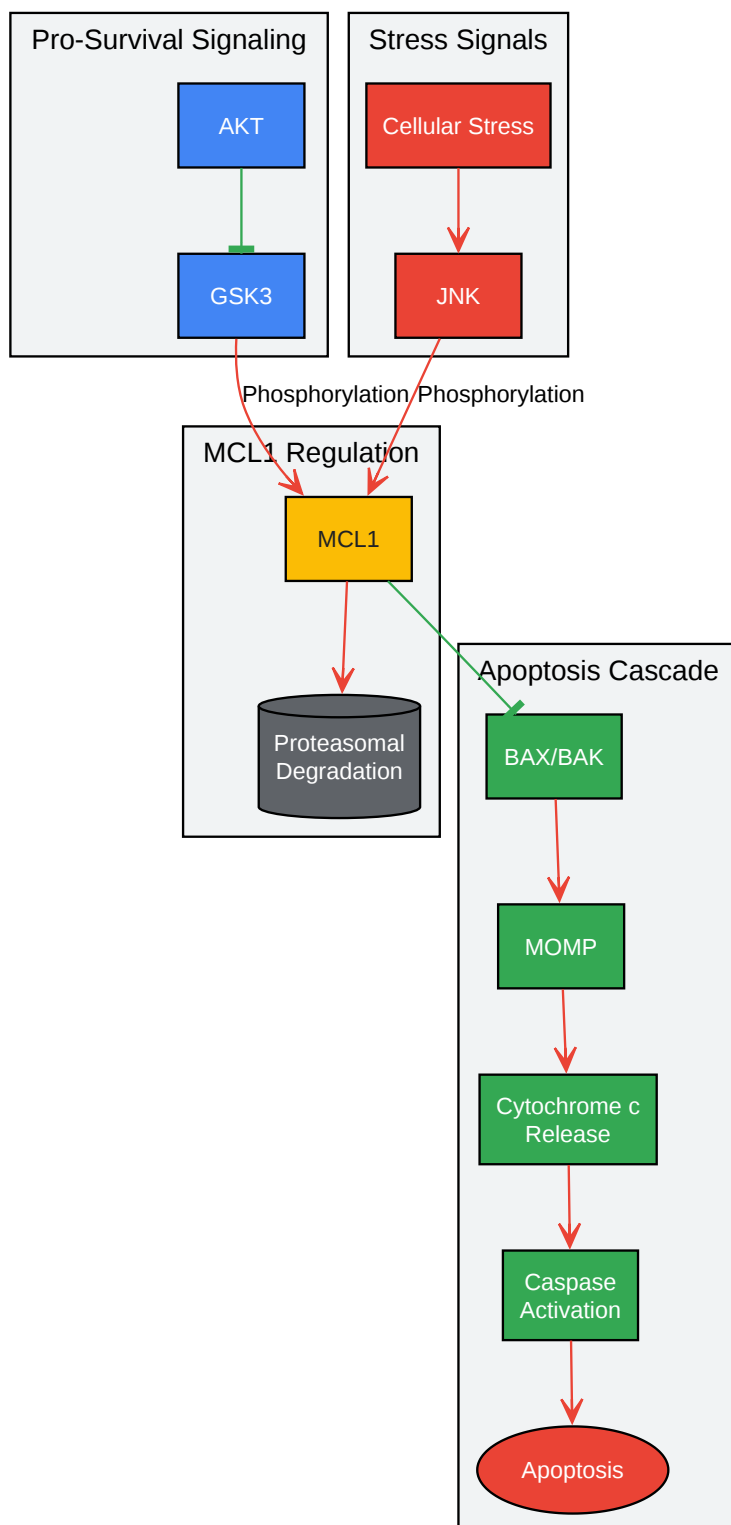 Pro-Survival Signaling
Stress Signals
AKT
Cellular Stress
GSK3
JNK
Phosphorylation
Phosphorylation
MCL1 Regulation
MCL1
Proteasomal
Degradation
Apoptosis Cascade
BAX/BAK
MOMP
Cytochrome c
Release
Caspase
Activation
Apoptosis